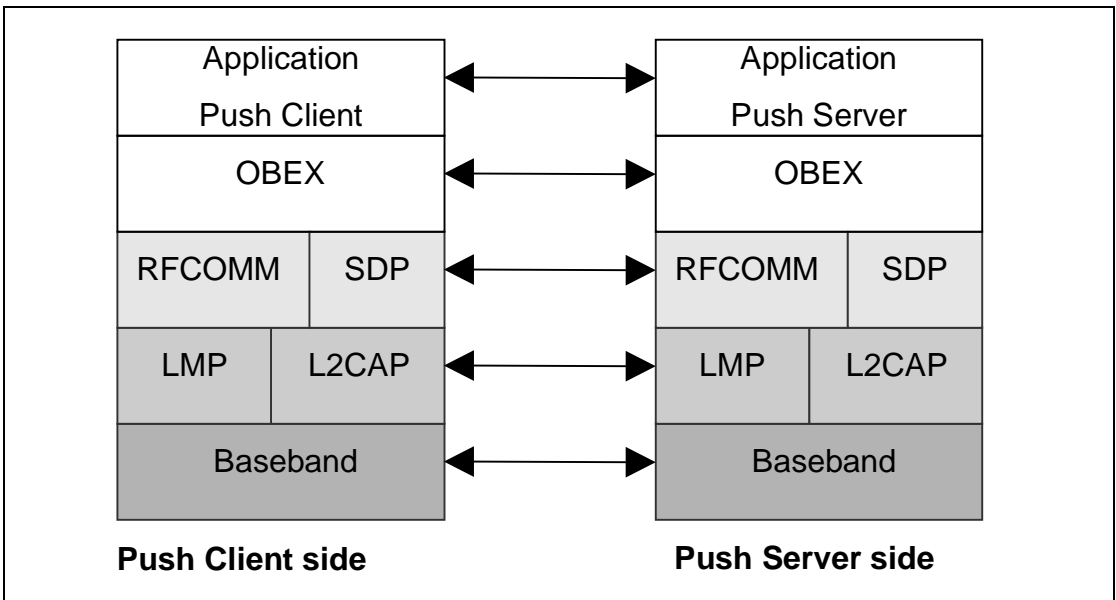 Application
Push Client
OBEX
RFCOMM SDP
LMP L2CAP
Baseband
Push Client side
Application
Push Server
OBEX
RFCOMM SDP
LMP L2CAP
Baseband
Push Server side